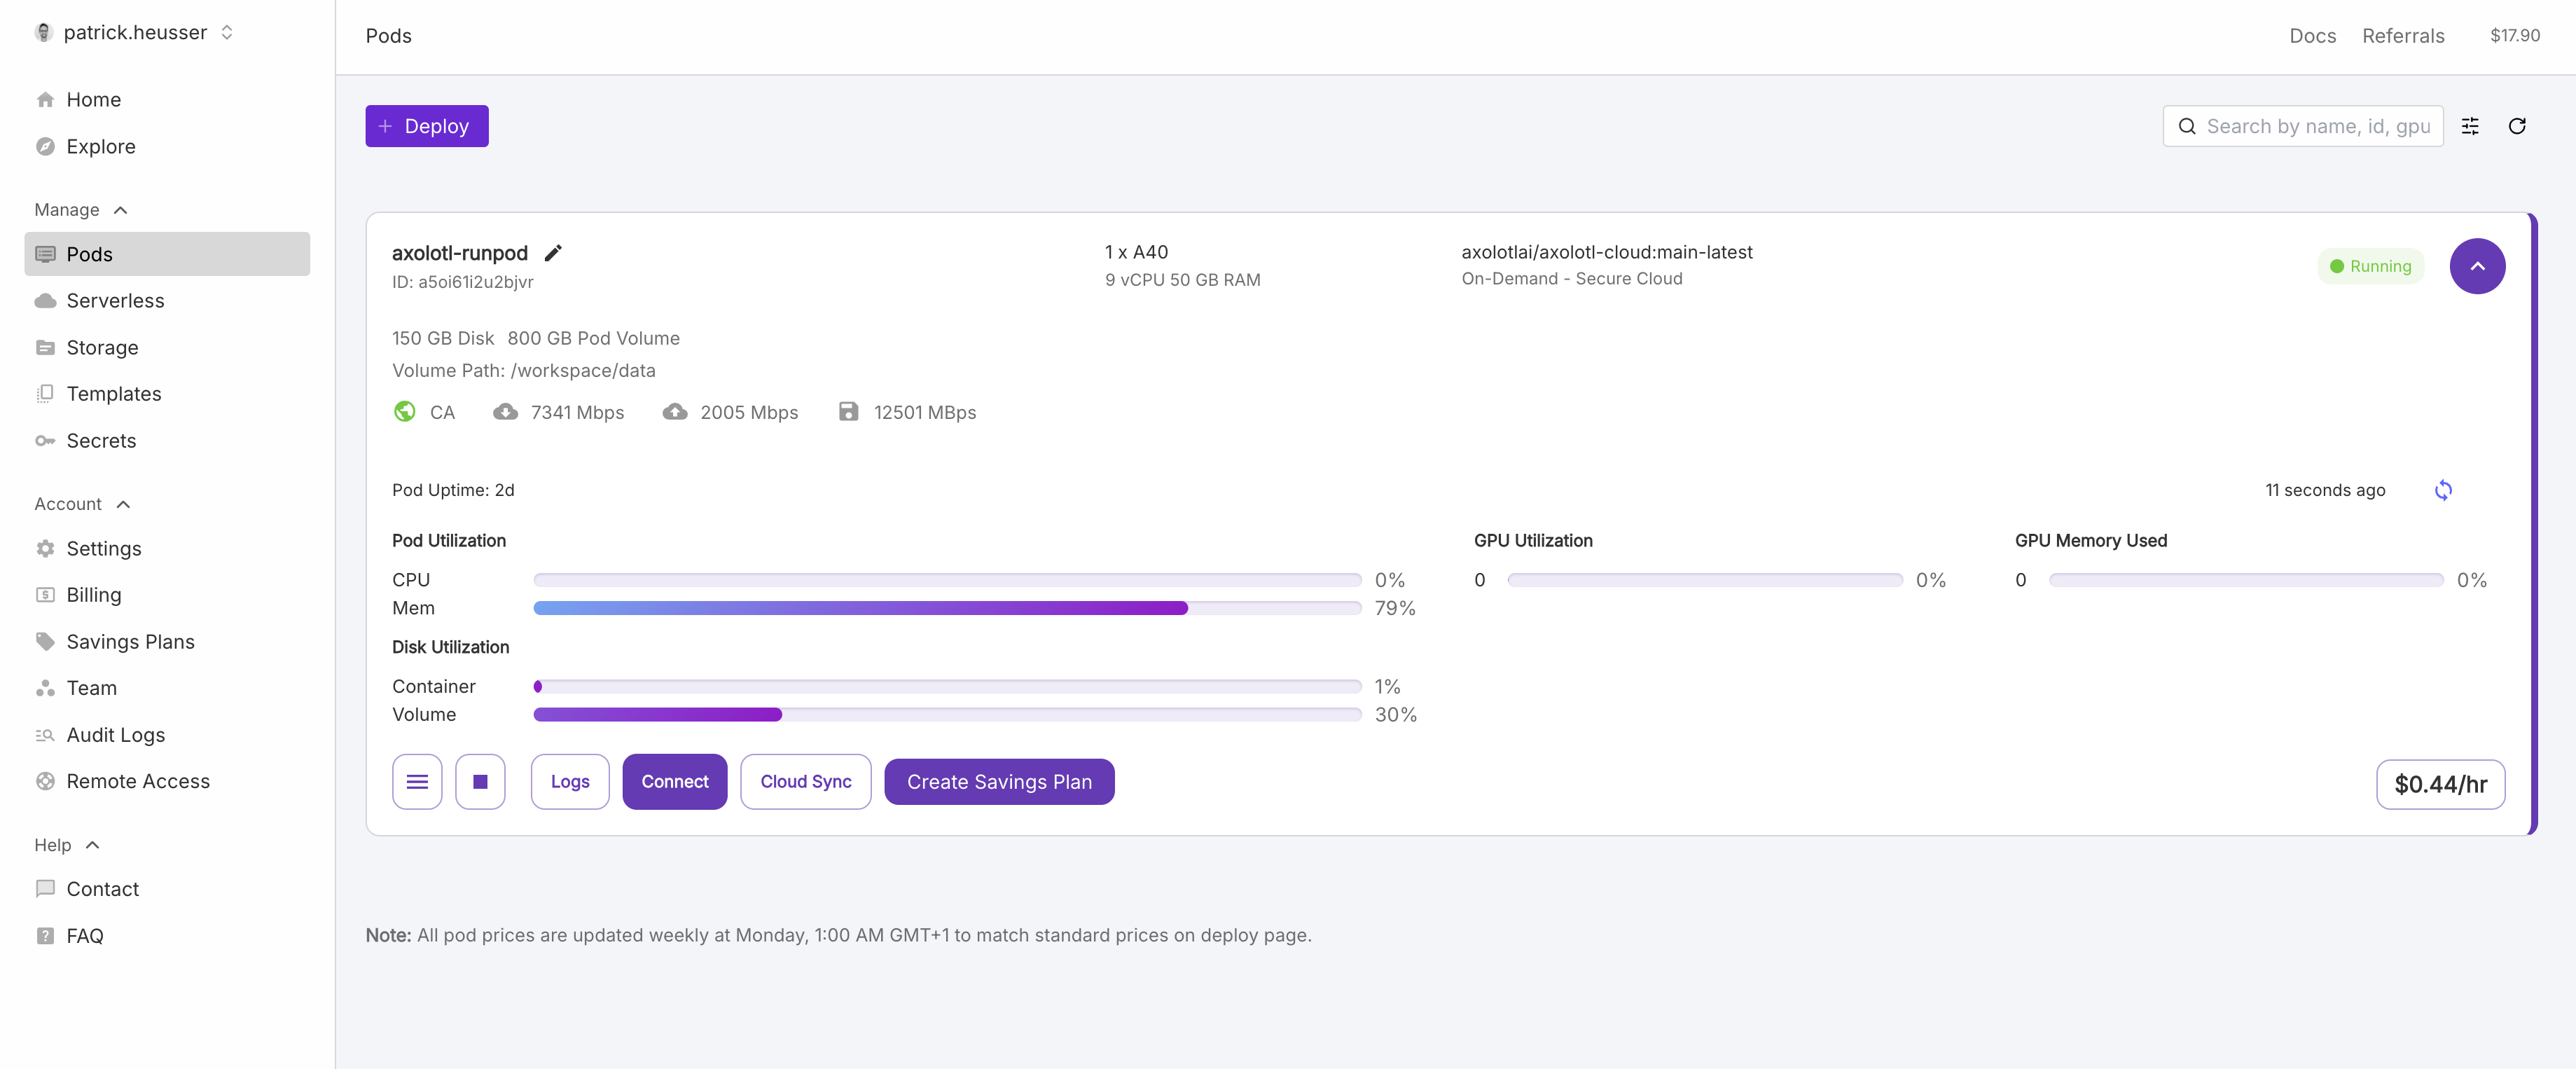 patrick.heusser
Home
Explore
Manage
Pods
Serverless
Storage
Templates
Secrets
Account
Settings
Billing
Savings Plans
Team
Audit Logs
Remote Access
Help
Contact
FAQ
Pods
Docs Referrals $17.90
+ Deploy
Search by name, id, gpu
axolotl-runpod
ID: a5oi61i2u2bjvr
1 x A40
9 vCPU 50 GB RAM
axolotlai/axolotl-cloud:main-latest
On-Demand - Secure Cloud
Running
150 GB Disk 800 GB Pod Volume
Volume Path: /workspace/data
CA 7341 Mbps 2005 Mbps 12501 MBps
Pod Uptime: 2d
11 seconds ago
Pod Utilization
CPU 0%
Mem 79%
Disk Utilization
Container 1%
Volume 30%
GPU Utilization
0 0%
GPU Memory Used
0 0%
Logs Connect Cloud Sync Create Savings Plan
$0.44/hr
Note: All pod prices are updated weekly at Monday, 1:00 AM GMT+1 to match standard prices on deploy page.